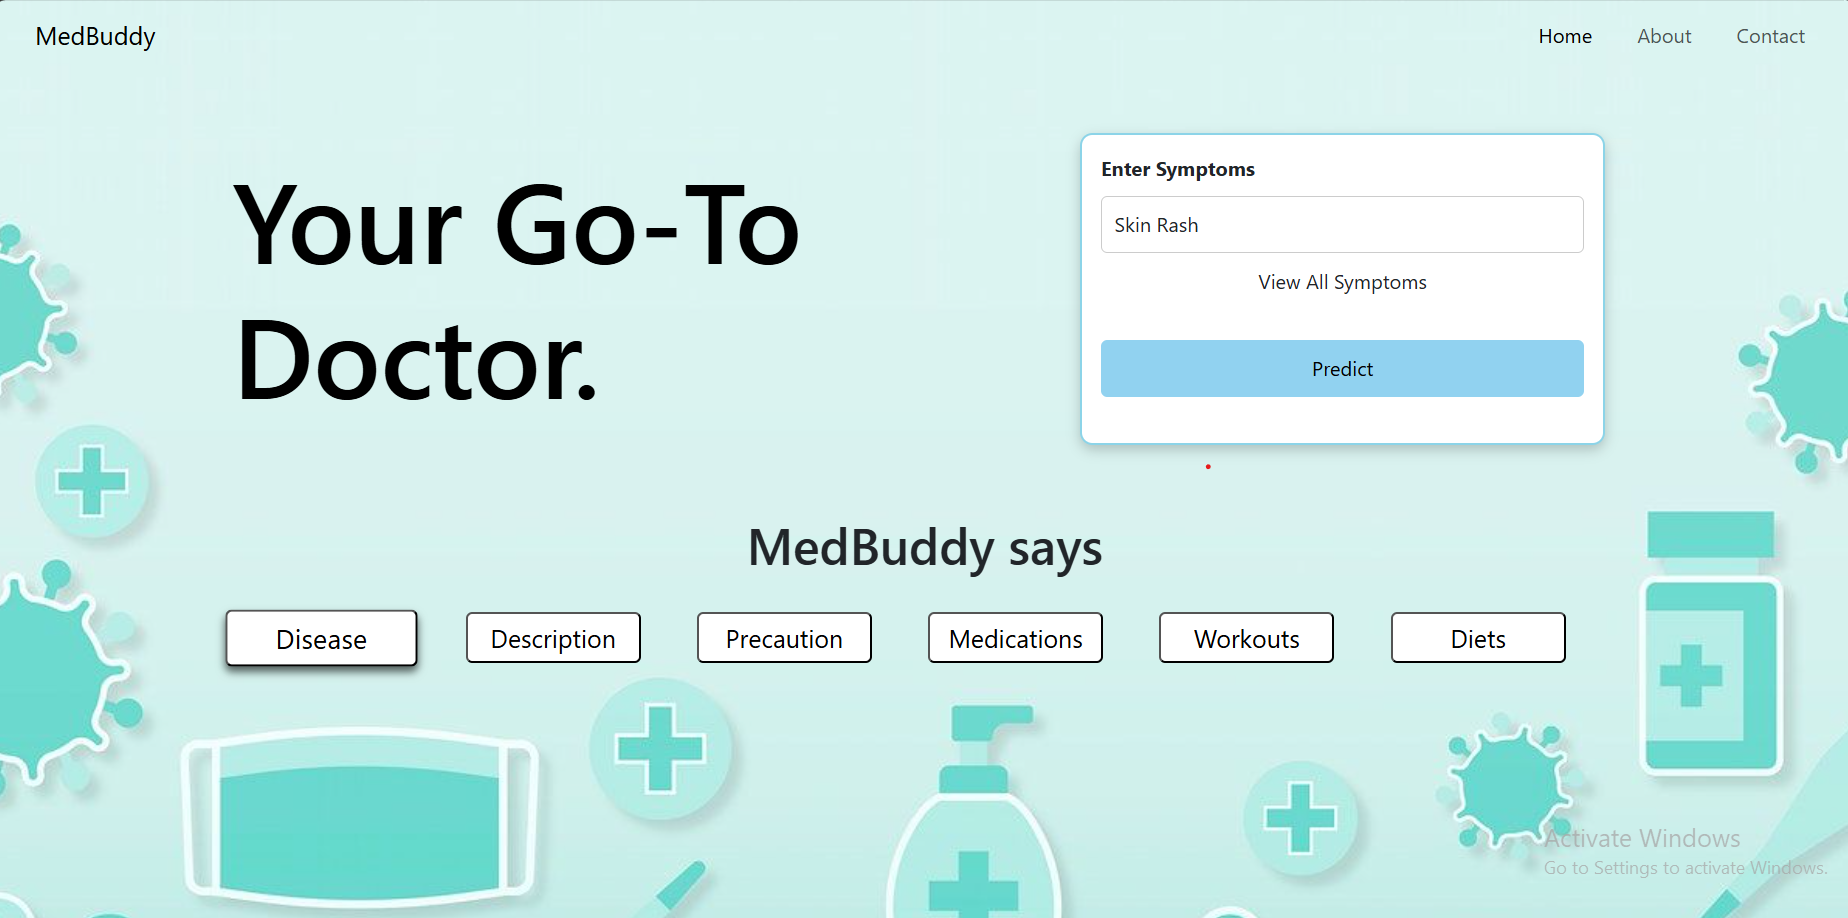 MedBuddy
Home About Contact
Your Go-To
Doctor.
Enter Symptoms
Skin Rash
View All Symptoms
Predict
MedBuddy says
Disease Description Precaution Medications Workouts Diets
Activate Windows
Go to Settings to activate Windows.